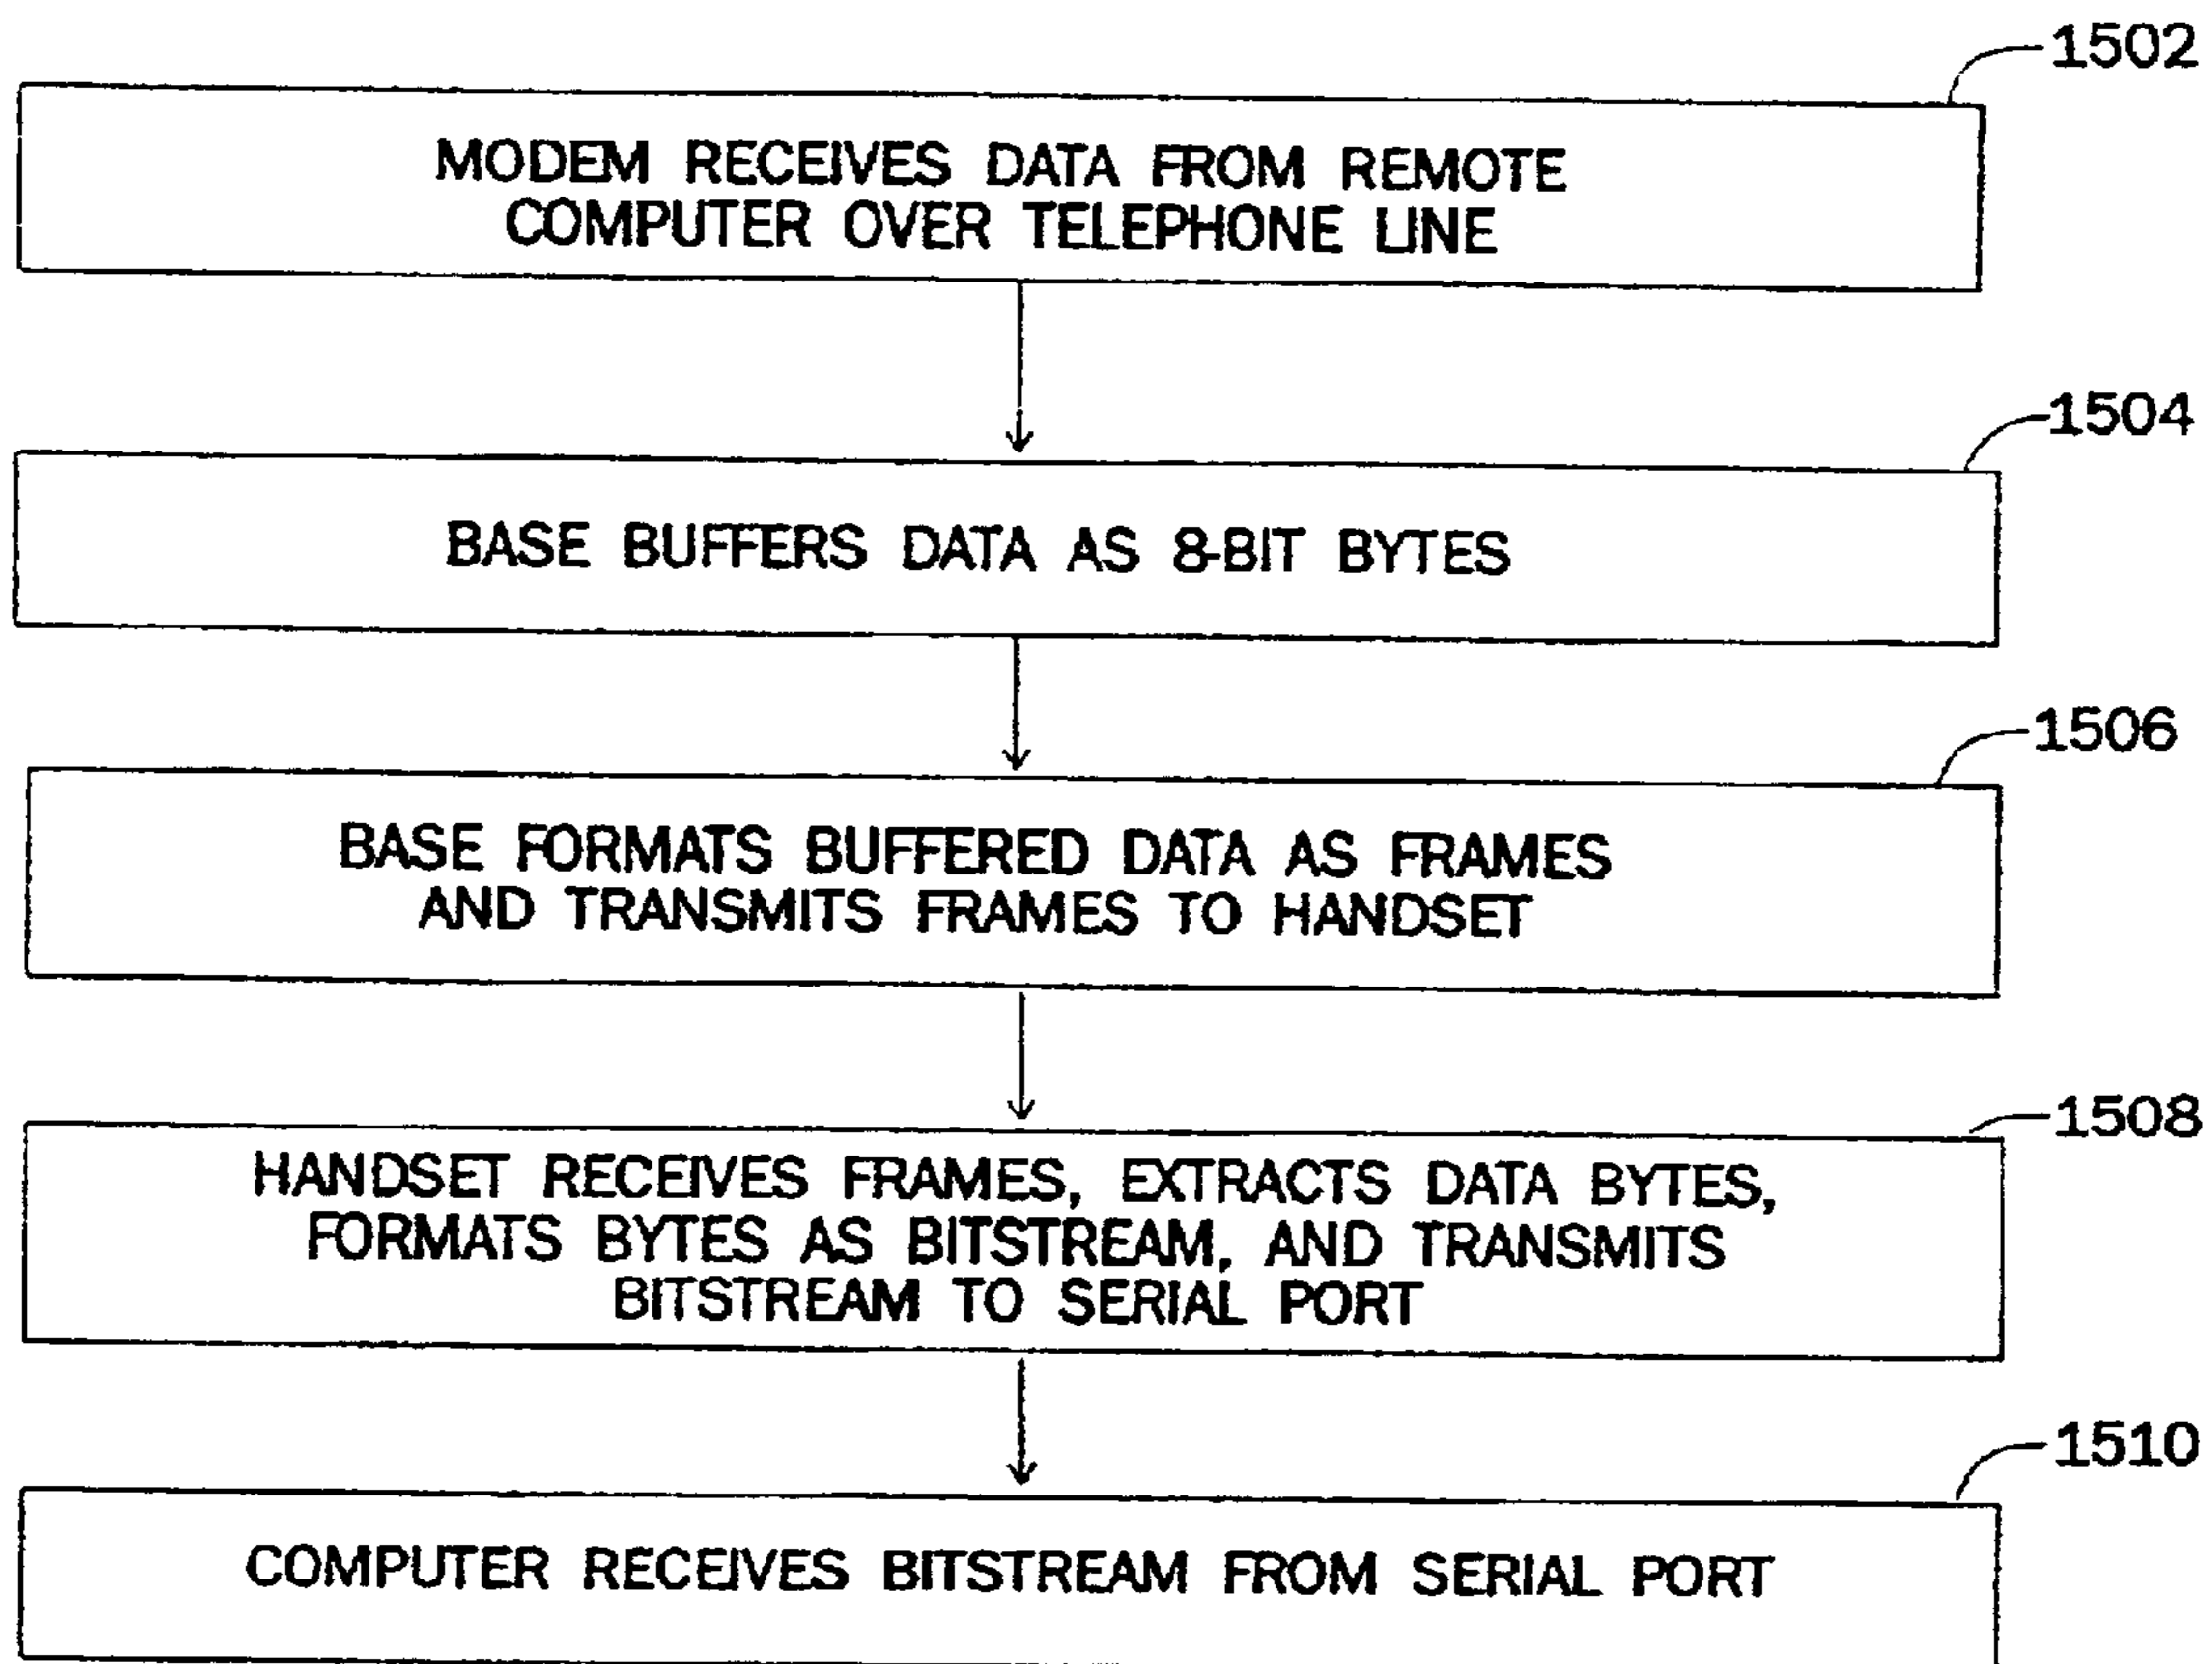 1502
MODEM RECEIVES DATA FROM REMOTE
COMPUTER OVER TELEPHONE LINE
1504
BASE BUFFERS DATA AS 8-BIT BYTES
1506
BASE FORMATS BUFFERED DATA AS FRAMES
AND TRANSMITS FRAMES TO HANDSET
1508
HANDSET RECEIVES FRAMES, EXTRACTS DATA BYTES,
FORMATS BYTES AS BITSTREAM, AND TRANSMITS
BITSTREAM TO SERIAL PORT
1510
COMPUTER RECEIVES BITSTREAM FROM SERIAL PORT